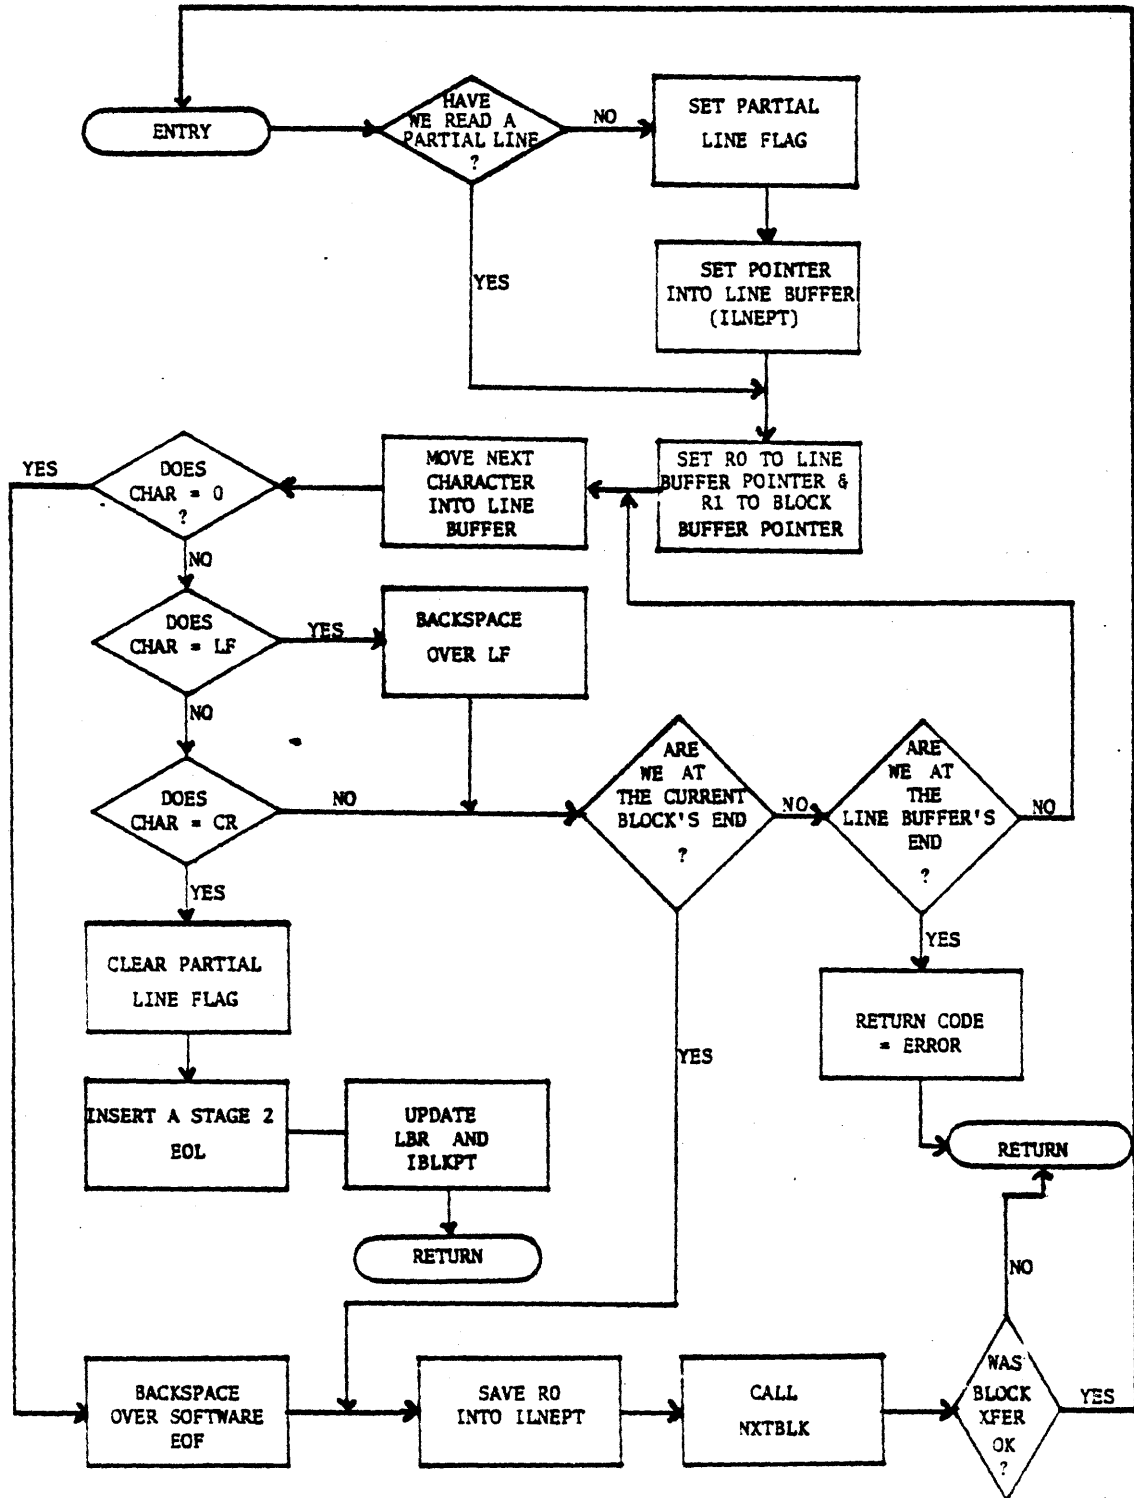 ENTRY
HAVE
WE READ A
PARTIAL LINE
?
NO
SET PARTIAL
LINE FLAG
YES
SET POINTER
INTO LINE BUFFER
(ILNEPT)
SET R0 TO LINE
BUFFER POINTER &
R1 TO BLOCK
BUFFER POINTER
MOVE NEXT
CHARACTER
INTO LINE
BUFFER
YES
DOES
CHAR = 0
?
NO
DOES
CHAR = LF
YES
BACKSPACE
OVER LF
NO
DOES
CHAR = CR
NO
ARE
WE AT
THE CURRENT
BLOCK'S END
?
NO
ARE
WE AT
THE
LINE BUFFER'S
END
?
NO
YES
CLEAR PARTIAL
LINE FLAG
YES
RETURN CODE
= ERROR
YES
INSERT A STAGE 2
EOL
UPDATE
LBR AND
IBLKPT
RETURN
RETURN
NO
BACKSPACE
OVER SOFTWARE
EOF
SAVE R0
INTO ILNEPT
CALL
NXTBLK
WAS
BLOCK
XFER
OK
?
YES